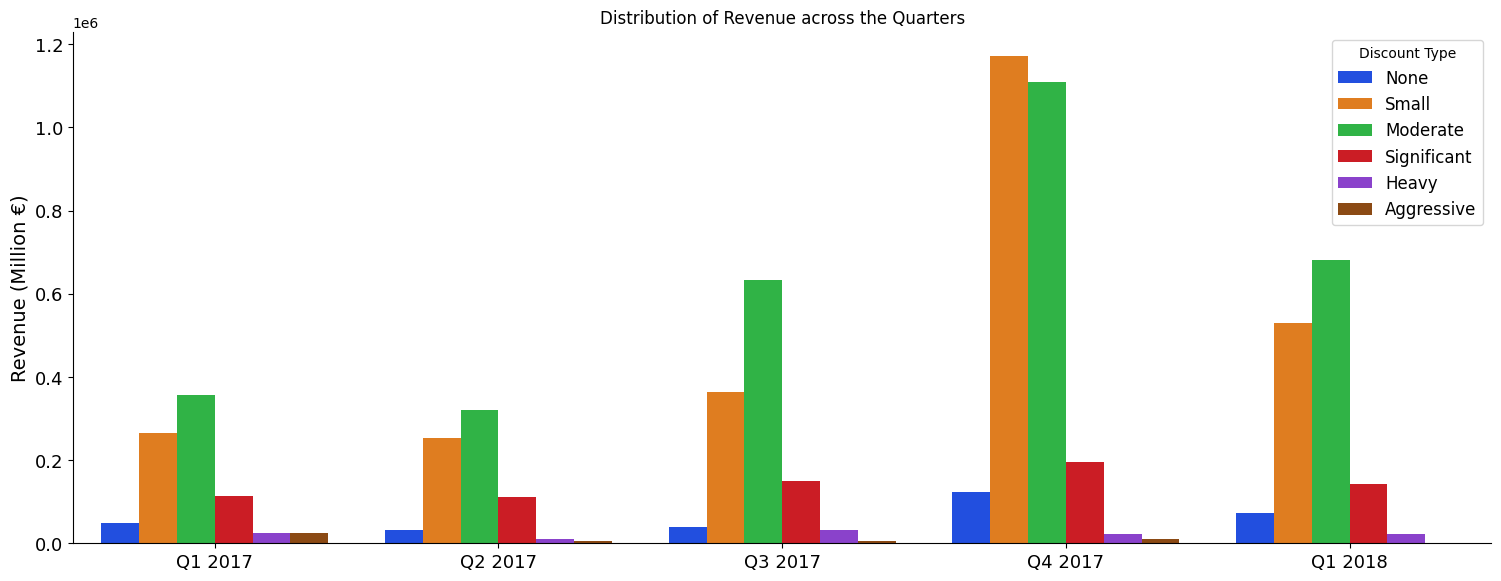 Distribution of Revenue across the Quarters
1e6
Revenue (Million €)
1.2
1.0
0.8
0.6
0.4
0.2
0.0
Q1 2017
Q2 2017
Q3 2017
Q4 2017
Q1 2018
Discount Type
None
Small
Moderate
Significant
Heavy
Aggressive